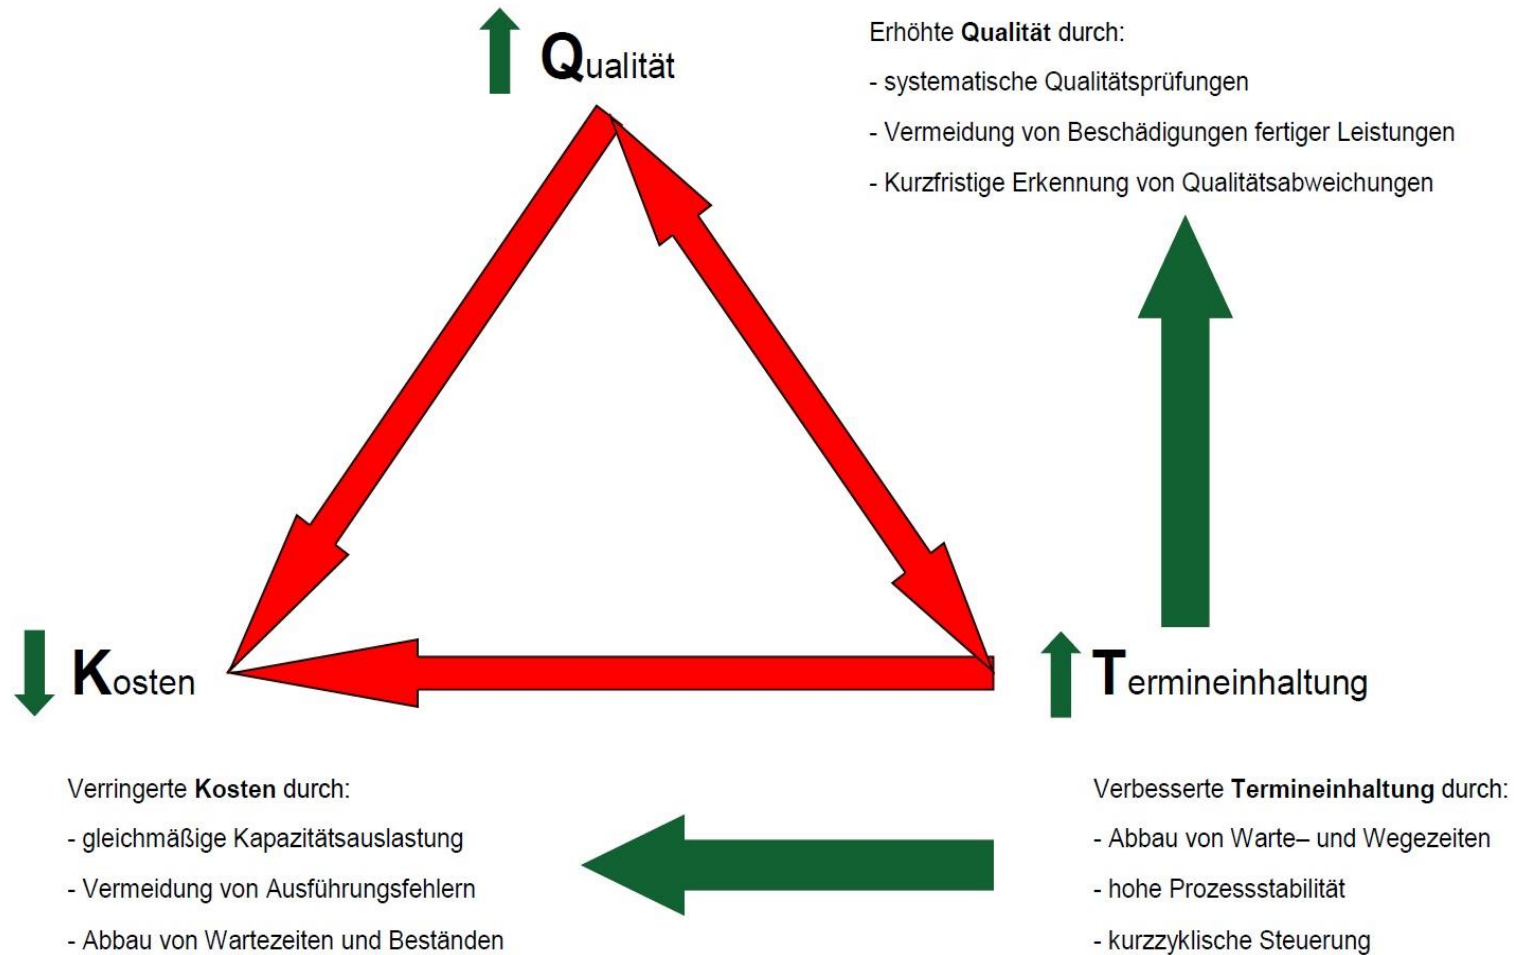 Qualität
Erhöhte Qualität durch:
- systematische Qualitätsprüfungen
- Vermeidung von Beschädigungen fertiger Leistungen
- Kurzfristige Erkennung von Qualitätsabweichungen
Kosten
Termineinhaltung
Verringerte Kosten durch:
- gleichmäßige Kapazitätsauslastung
- Vermeidung von Ausführungsfehlern
- Abbau von Wartezeiten und Beständen
Verbesserte Termineinhaltung durch:
- Abbau von Warte– und Wegezeiten
- hohe Prozessstabilität
- kurzzyklische Steuerung